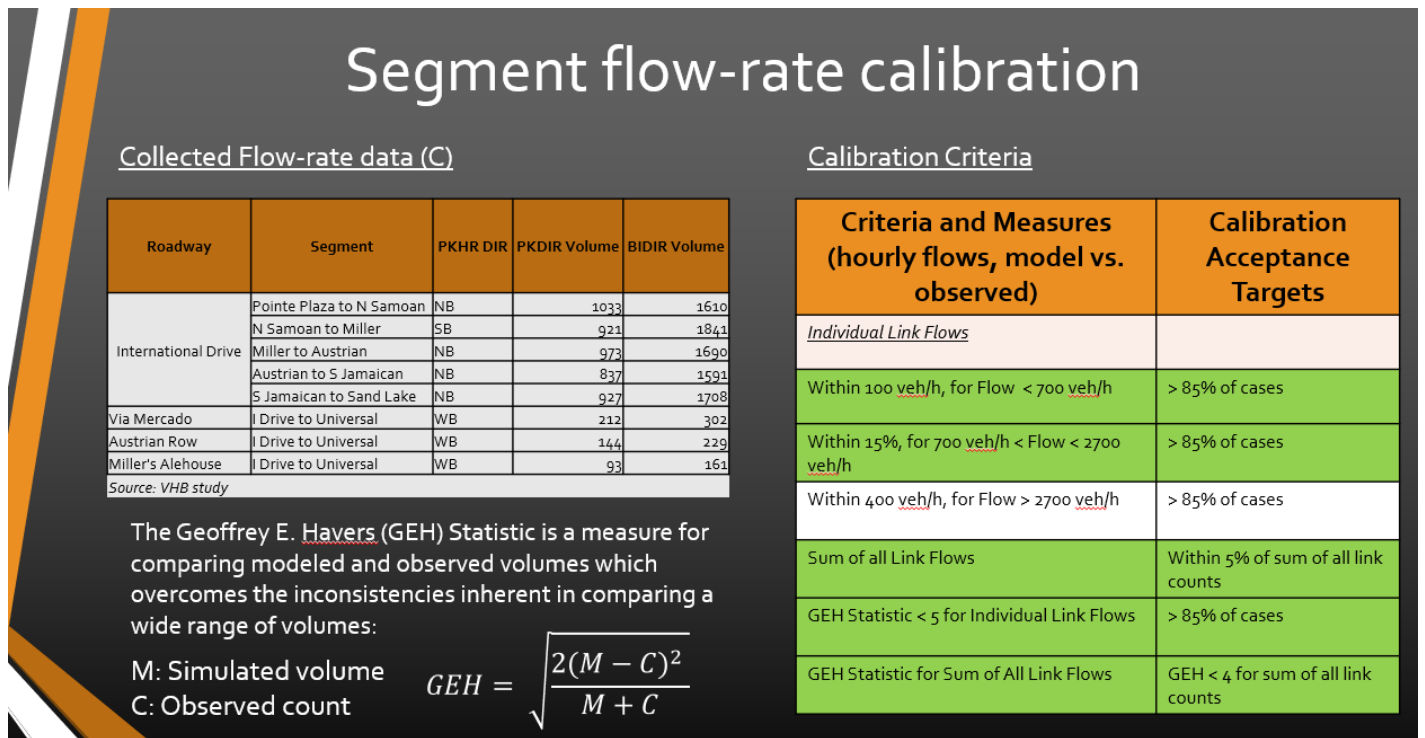 Segment flow-rate calibration
Collected Flow-rate data (C)
Roadway Segment PKHR DIR PKDIR Volume BIDIR Volume
International Drive
Pointe Plaza to N Samoan NB 1033 1610
N Samoan to Miller SB 921 1841
Miller to Austrian NB 973 1690
Austrian to S Jamaican NB 837 1591
S Jamaican to Sand Lake NB 927 1708
Via Mercado I Drive to Universal WB 212 302
Austrian Row I Drive to Universal WB 144 229
Miller's Alehouse I Drive to Universal WB 93 161
Source: VHB study
The Geoffrey E. Havers (GEH) Statistic is a measure for
comparing modeled and observed volumes which
overcomes the inconsistencies inherent in comparing a
wide range of volumes:
M: Simulated volume
C: Observed count
GEH = √(2(M − C)²/(M + C))
Calibration Criteria
Criteria and Measures
(hourly flows, model vs.
observed)
Calibration
Acceptance
Targets
Individual Link Flows
Within 100 veh/h, for Flow < 700 veh/h
> 85% of cases
Within 15%, for 700 veh/h < Flow < 2700
veh/h
> 85% of cases
Within 400 veh/h, for Flow > 2700 veh/h
> 85% of cases
Sum of all Link Flows
Within 5% of sum of all link
counts
GEH Statistic < 5 for Individual Link Flows
> 85% of cases
GEH Statistic for Sum of All Link Flows
GEH < 4 for sum of all link
counts